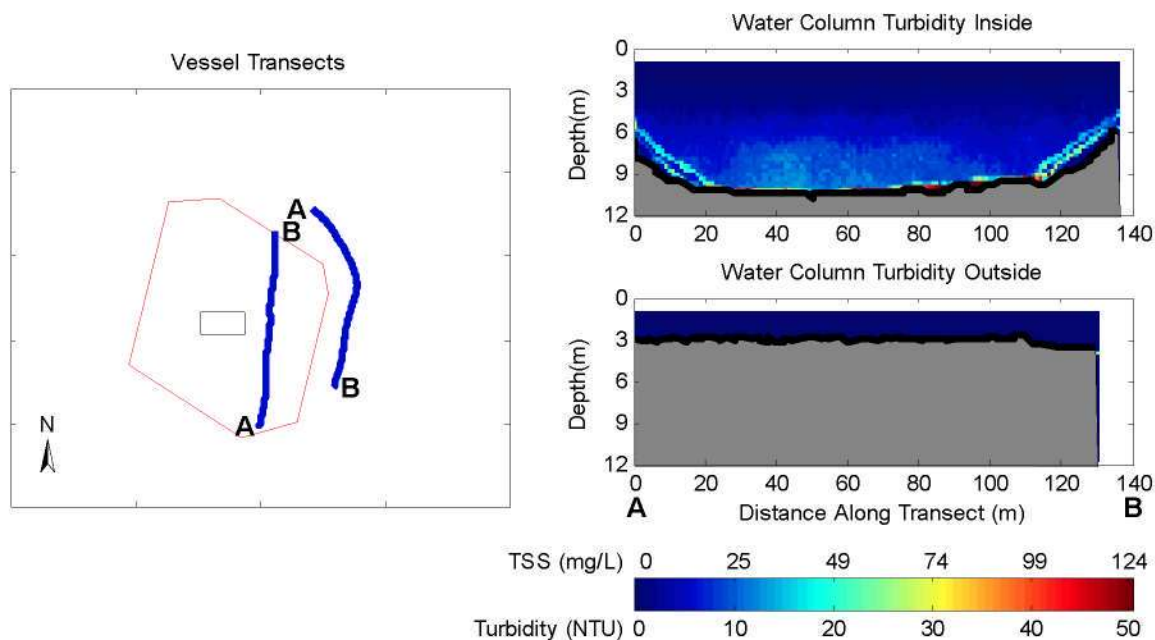 Vessel Transects
A
B
A
B
A
B
N
Water Column Turbidity Inside
Depth(m)
0
3
6
9
12
0 20 40 60 80 100 120 140
Water Column Turbidity Outside
Depth(m)
0
3
6
9
12
0 20 40 60 80 100 120 140
A Distance Along Transect (m) B
TSS (mg/L) 0 25 49 74 99 124
Turbidity (NTU) 0 10 20 30 40 50